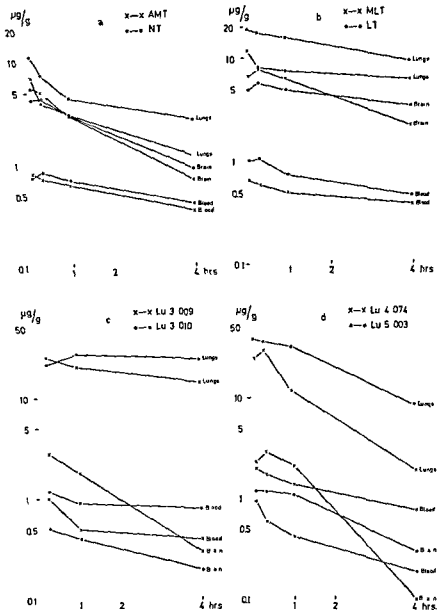 µg/g
a
x—x AMT
•—• NT
20
10
5
1
0.5
0.1
Lungs
Lungs
Brain
Brain
Blood
Blood
1
2
4 hrs
µg/g
b
x—x MLT
•—• LT
20
10
5
1
0.5
0.1
Lungs
Lungs
Brain
Brain
Blood
Blood
1
2
4 hrs
µg/g
c
x—x Lu 3 009
•—• Lu 3 010
50
10
5
1
0.5
0.1
Lungs
Lungs
Blood
Blood
Brain
1
2
4 hrs
µg/g
d
x—x Lu 4 074
•—• Lu 5 003
50
10
5
1
0.5
0.1
Lungs
Lungs
Blood
Blood
1
2
4 hrs